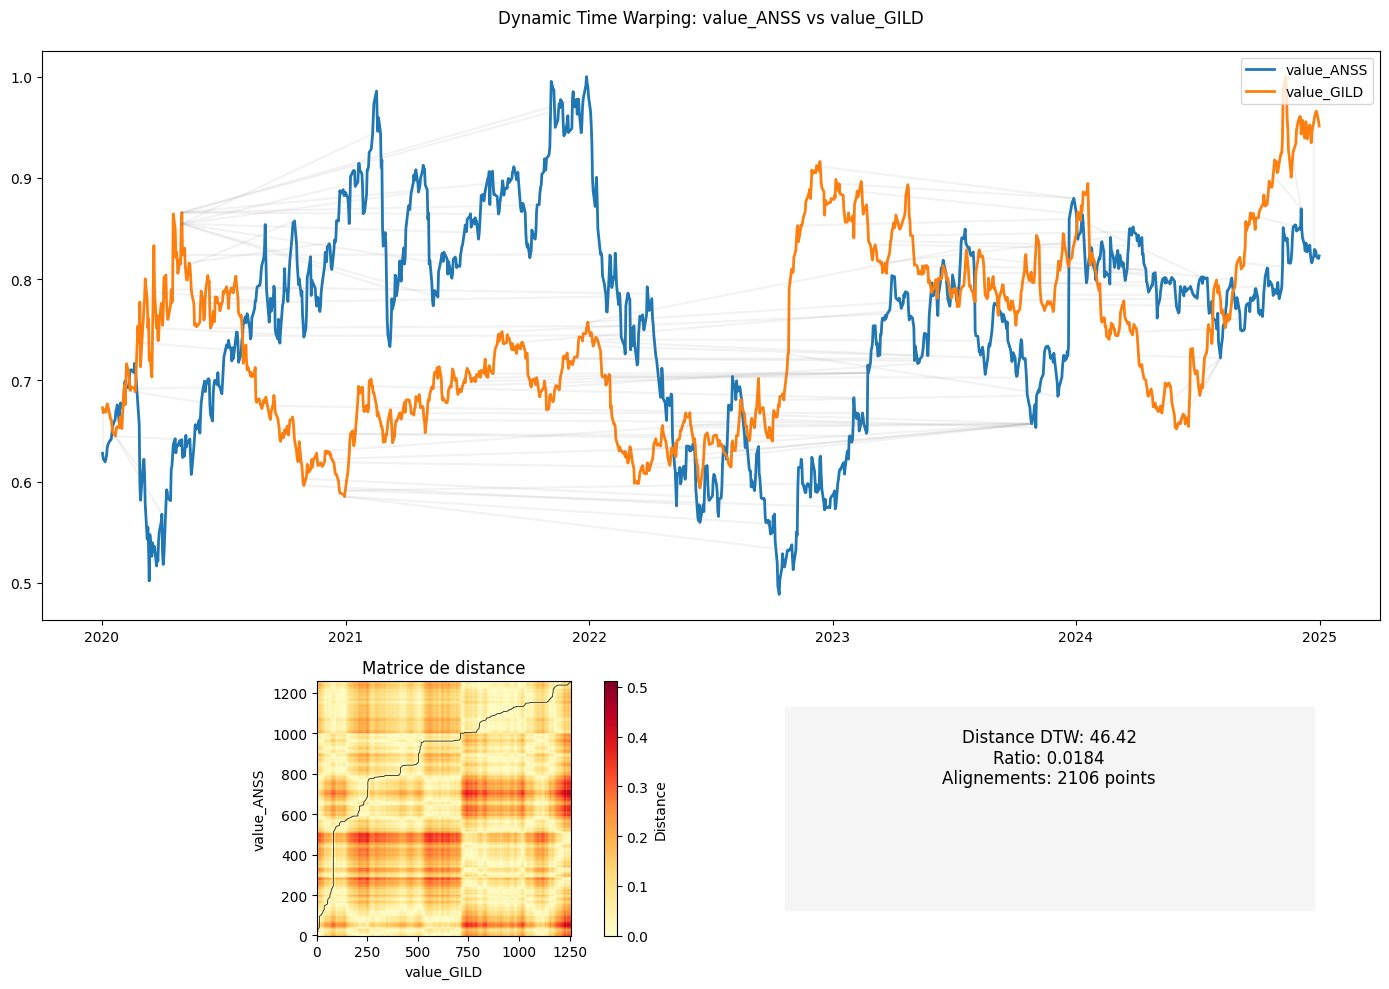 Dynamic Time Warping: value_ANSS vs value_GILD
value_ANSS
value_GILD
1.0
0.9
0.8
0.7
0.6
0.5
2020 2021 2022 2023 2024 2025
Matrice de distance
1200
1000
800
600
400
200
0
value_ANSS
0 250 500 750 1000 1250
value_GILD
0.5
0.4
0.3
0.2
0.1
0.0
Distance
Distance DTW: 46.42
Ratio: 0.0184
Alignements: 2106 points